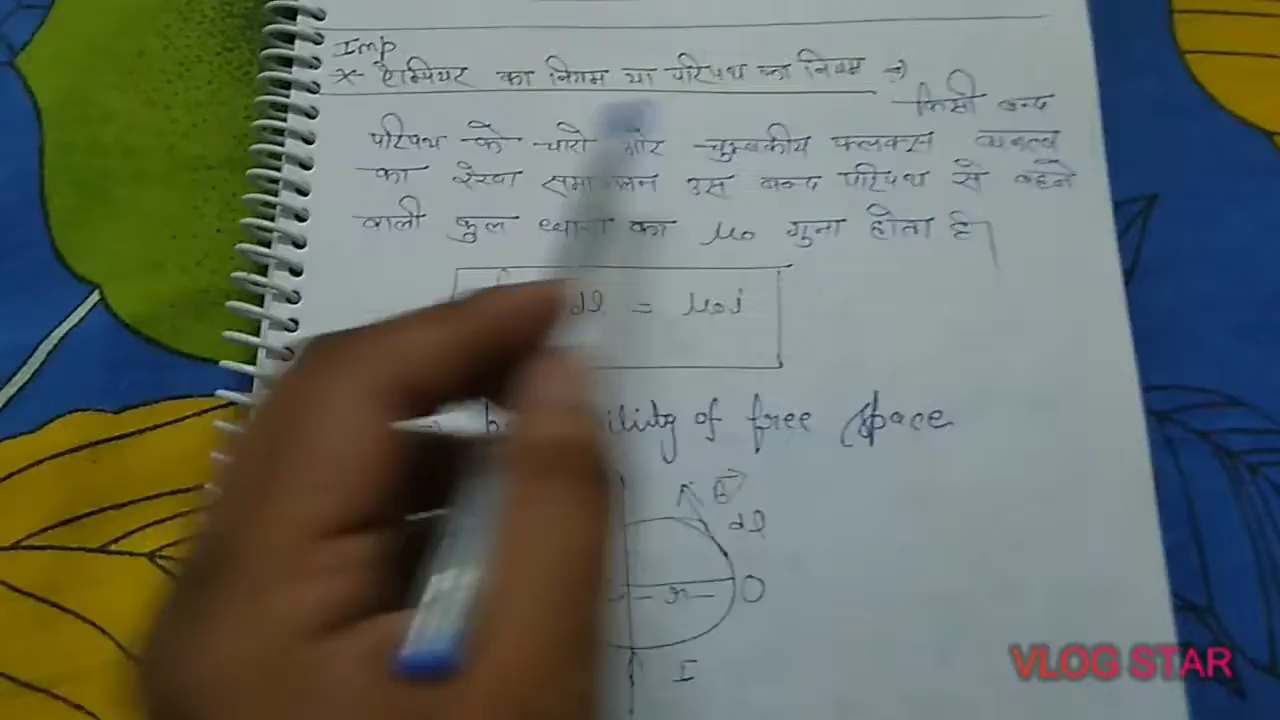 Imp
x- ऐम्पियर का नियम या परिपथ का नियम →
किसी बन्द
परिपथ के चारो ओर चुम्बकीय फ्लक्स घनत्व
का रेखा समाकलन उस बन्द परिपथ से बहने
वाली कुल धारा का μ₀ गुना होता है।
dl = μ₀i
of free space
B
dl
r
O
I
VLOG STAR